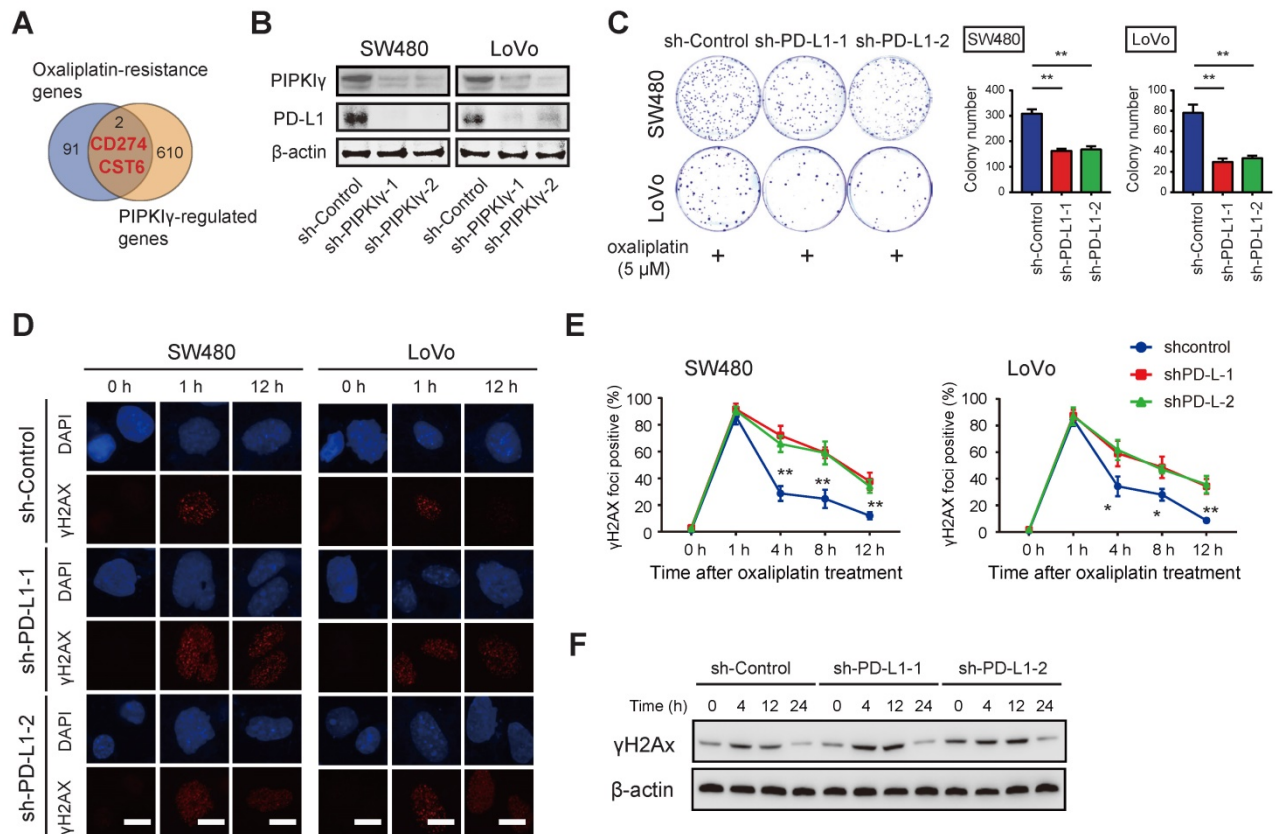 A
Oxaliplatin-resistance
genes
2
91
CD274
CST6
610
PIPKIγ-regulated
genes
B
SW480
LoVo
PIPKIγ
PD-L1
β-actin
sh-Control
sh-PIPKIγ-1
sh-PIPKIγ-2
sh-Control
sh-PIPKIγ-1
sh-PIPKIγ-2
C
sh-Control sh-PD-L1-1 sh-PD-L1-2
SW480
LoVo
oxaliplatin
(5 µM)
+ + +
SW480
**
**
Colony number
400
300
200
100
0
sh-Control
sh-PD-L1-1
sh-PD-L1-2
LoVo
**
**
Colony number
100
80
60
40
20
0
sh-Control
sh-PD-L1-1
sh-PD-L1-2
D
SW480
LoVo
0 h 1 h 12 h 0 h 1 h 12 h
sh-Control
DAPI
γH2AX
sh-PD-L1-1
DAPI
γH2AX
sh-PD-L1-2
DAPI
γH2AX
E
SW480
γH2AX foci positive (%)
100
80
60
40
20
0
**
**
**
0 h 1 h 4 h 8 h 12 h
Time after oxaliplatin treatment
LoVo
γH2AX foci positive (%)
100
80
60
40
20
0
*
*
**
0 h 1 h 4 h 8 h 12 h
Time after oxaliplatin treatment
shcontrol
shPD-L-1
shPD-L-2
F
sh-Control sh-PD-L1-1 sh-PD-L1-2
Time (h) 0 4 12 24 0 4 12 24 0 4 12 24
γH2Ax
β-actin